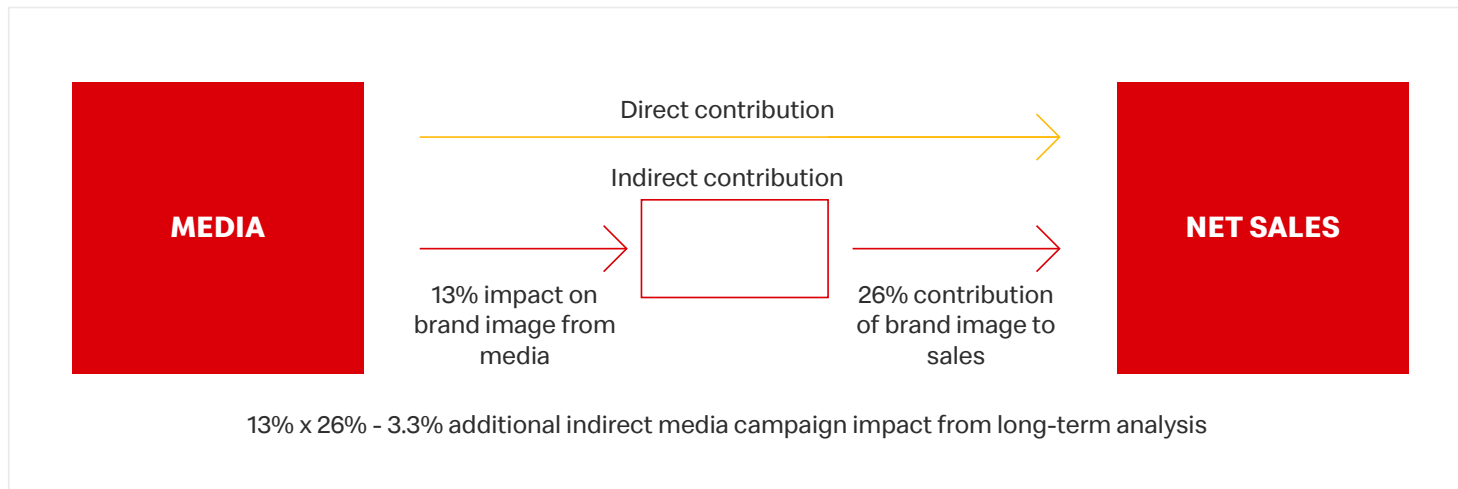 Direct contribution
Indirect contribution
MEDIA
NET SALES
13% impact on
brand image from
media
26% contribution
of brand image to
sales
13% x 26% - 3.3% additional indirect media campaign impact from long-term analysis